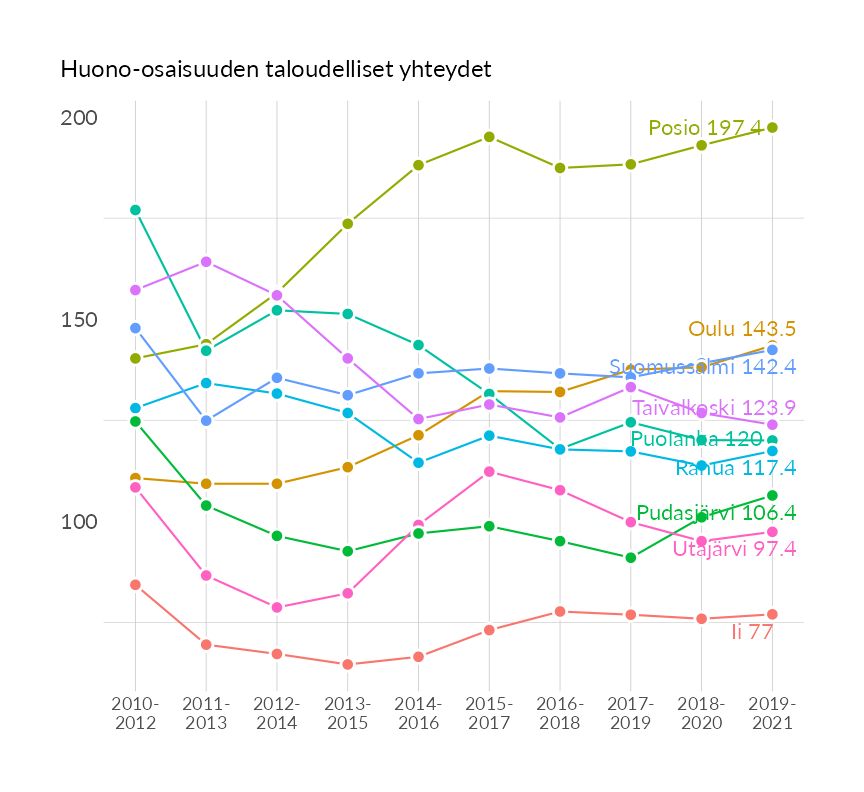 Huono-osaisuuden taloudelliset yhteydet
200
Posio 197.4
150
Oulu 143.5
Suomussalmi 142.4
Taivalkoski 123.9
Puolanka 120
Ranua 117.4
100
Pudasjärvi 106.4
Utajärvi 97.4
Ii 77
2010- 2011- 2012- 2013- 2014- 2015- 2016- 2017- 2018- 2019-
2012 2013 2014 2015 2016 2017 2018 2019 2020 2021